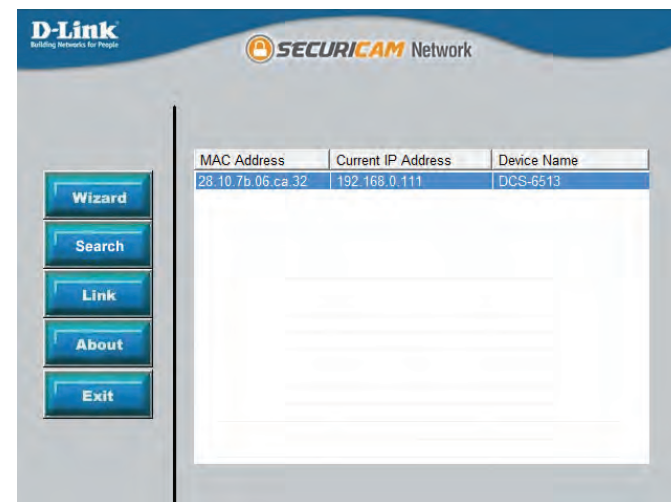 D-Link
Building Networks for People
SECURICAM Network
MAC Address Current IP Address Device Name
28.10.7b.06.ca.32 192.168.0.111 DCS-6513
Wizard
Search
Link
About
Exit